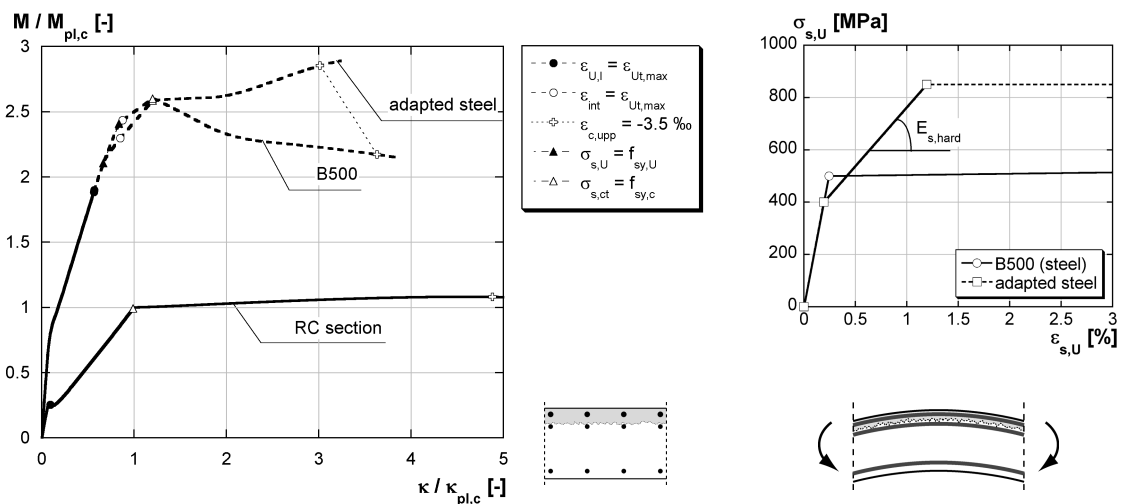 M / M_pl,c [-]
3
2.5
2
1.5
1
0.5
0
0
1
2
3
4
5
κ / κ_pl,c [-]
adapted steel
B500
RC section
ε_U,l = ε_Ut,max
ε_int = ε_Ut,max
ε_c,upp = -3.5 ‰
σ_s,U = f_sy,U
σ_s,ct = f_sy,c
σ_s,U [MPa]
1000
800
600
400
200
0
0
0.5
1
1.5
2
2.5
3
ε_s,U [%]
E_s,hard
B500 (steel)
adapted steel